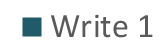 ■ Write 1